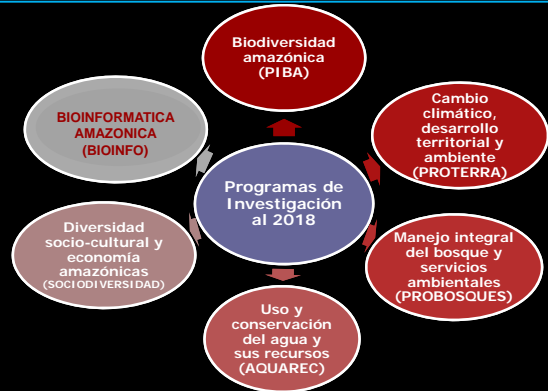 Biodiversidad
amazónica
(PIBA)
Cambio
climático,
desarrollo
territorial y
ambiente
(PROTERRA)
Manejo integral
del bosque y
servicios
ambientales
(PROBOSQUES)
Uso y
conservación
del agua y
sus recursos
(AQUAREC)
Diversidad
socio-cultural y
economía
amazónicas
(SOCIODIVERSIDAD)
BIOINFORMATICA
AMAZONICA
(BIOINFO)
Programas de
Investigación
al 2018